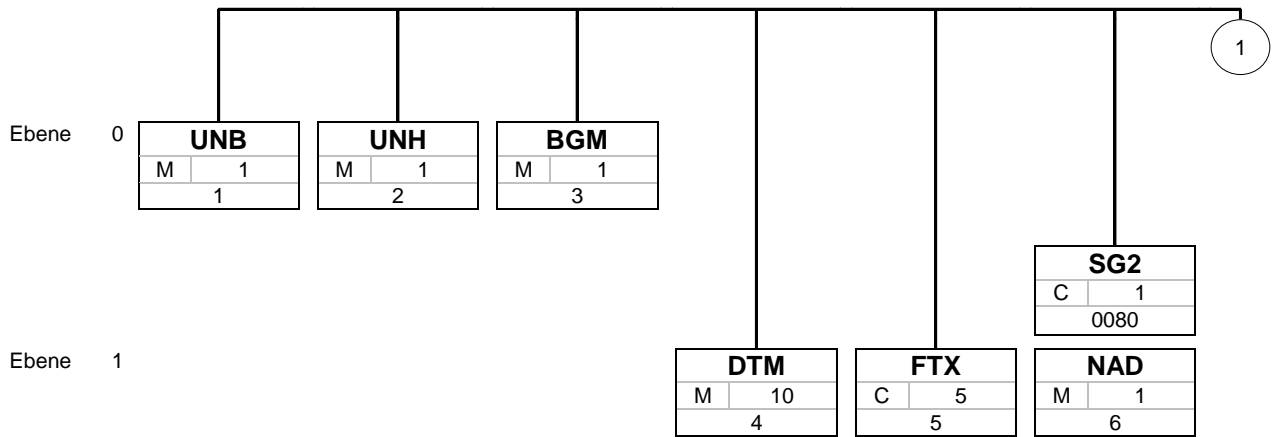 1
Ebene 0
UNB
M 1
1
UNH
M 1
2
BGM
M 1
3
SG2
C 1
0080
Ebene 1
DTM
M 10
4
FTX
C 5
5
NAD
M 1
6